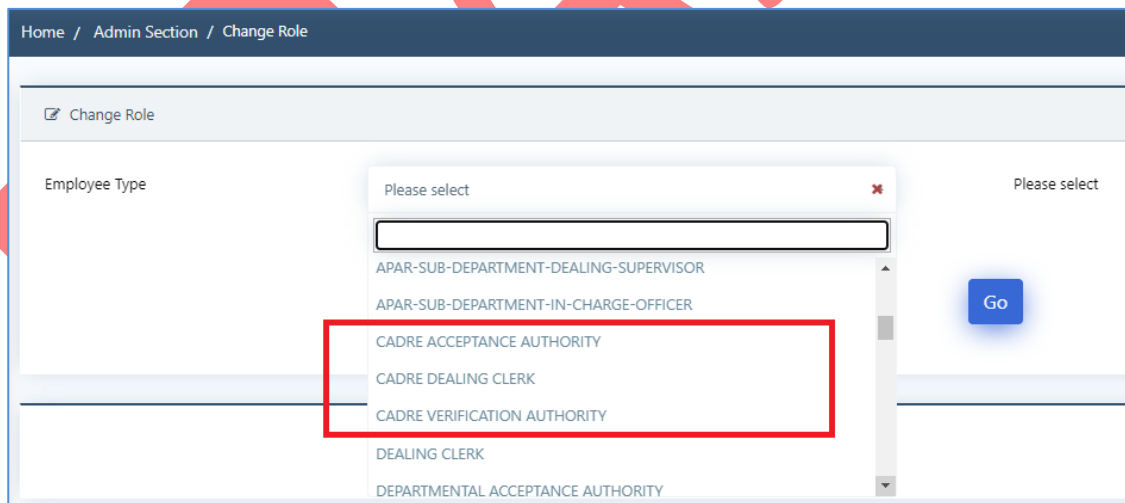 Home / Admin Section / Change Role
Change Role
Employee Type
Please select
Please select
APAR-SUB-DEPARTMENT-DEALING-SUPERVISOR
APAR-SUB-DEPARTMENT-IN-CHARGE-OFFICER
Go
CADRE ACCEPTANCE AUTHORITY
CADRE DEALING CLERK
CADRE VERIFICATION AUTHORITY
DEALING CLERK
DEPARTMENTAL ACCEPTANCE AUTHORITY